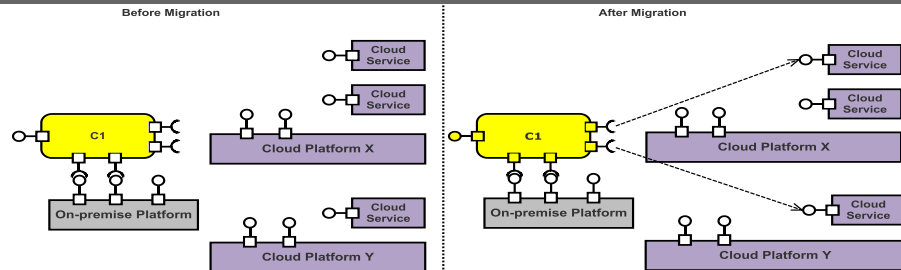 Before Migration
Cloud
Service
Cloud
Service
C1
Cloud Platform X
On-premise Platform
Cloud
Service
Cloud Platform Y
After Migration
Cloud
Service
Cloud
Service
C1
Cloud Platform X
On-premise Platform
Cloud
Service
Cloud Platform Y